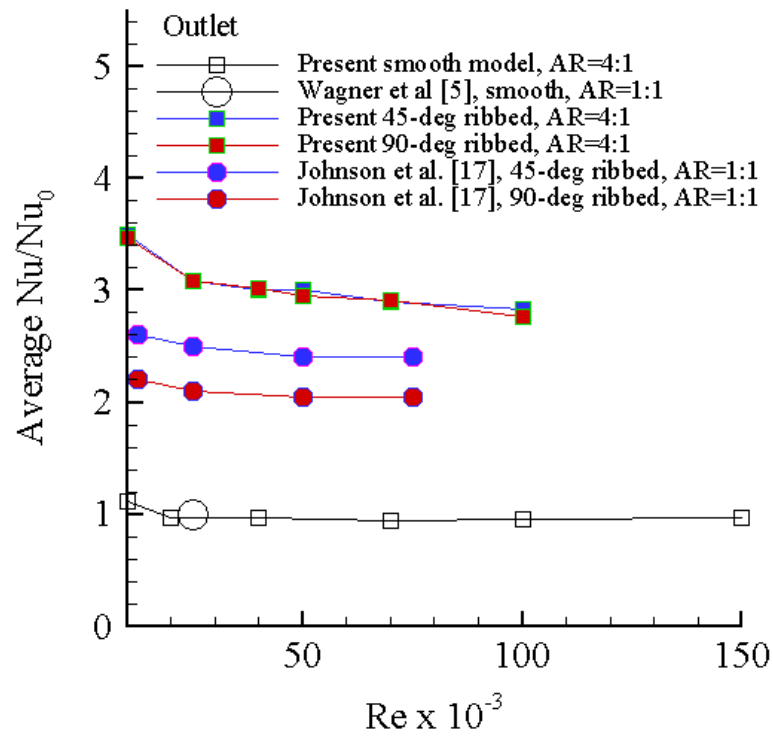 Outlet
Present smooth model, AR=4:1
Wagner et al [5], smooth, AR=1:1
Present 45-deg ribbed, AR=4:1
Present 90-deg ribbed, AR=4:1
Johnson et al. [17], 45-deg ribbed, AR=1:1
Johnson et al. [17], 90-deg ribbed, AR=1:1
Average Nu/Nu₀
5
4
3
2
1
0
50
100
150
Re x 10⁻³